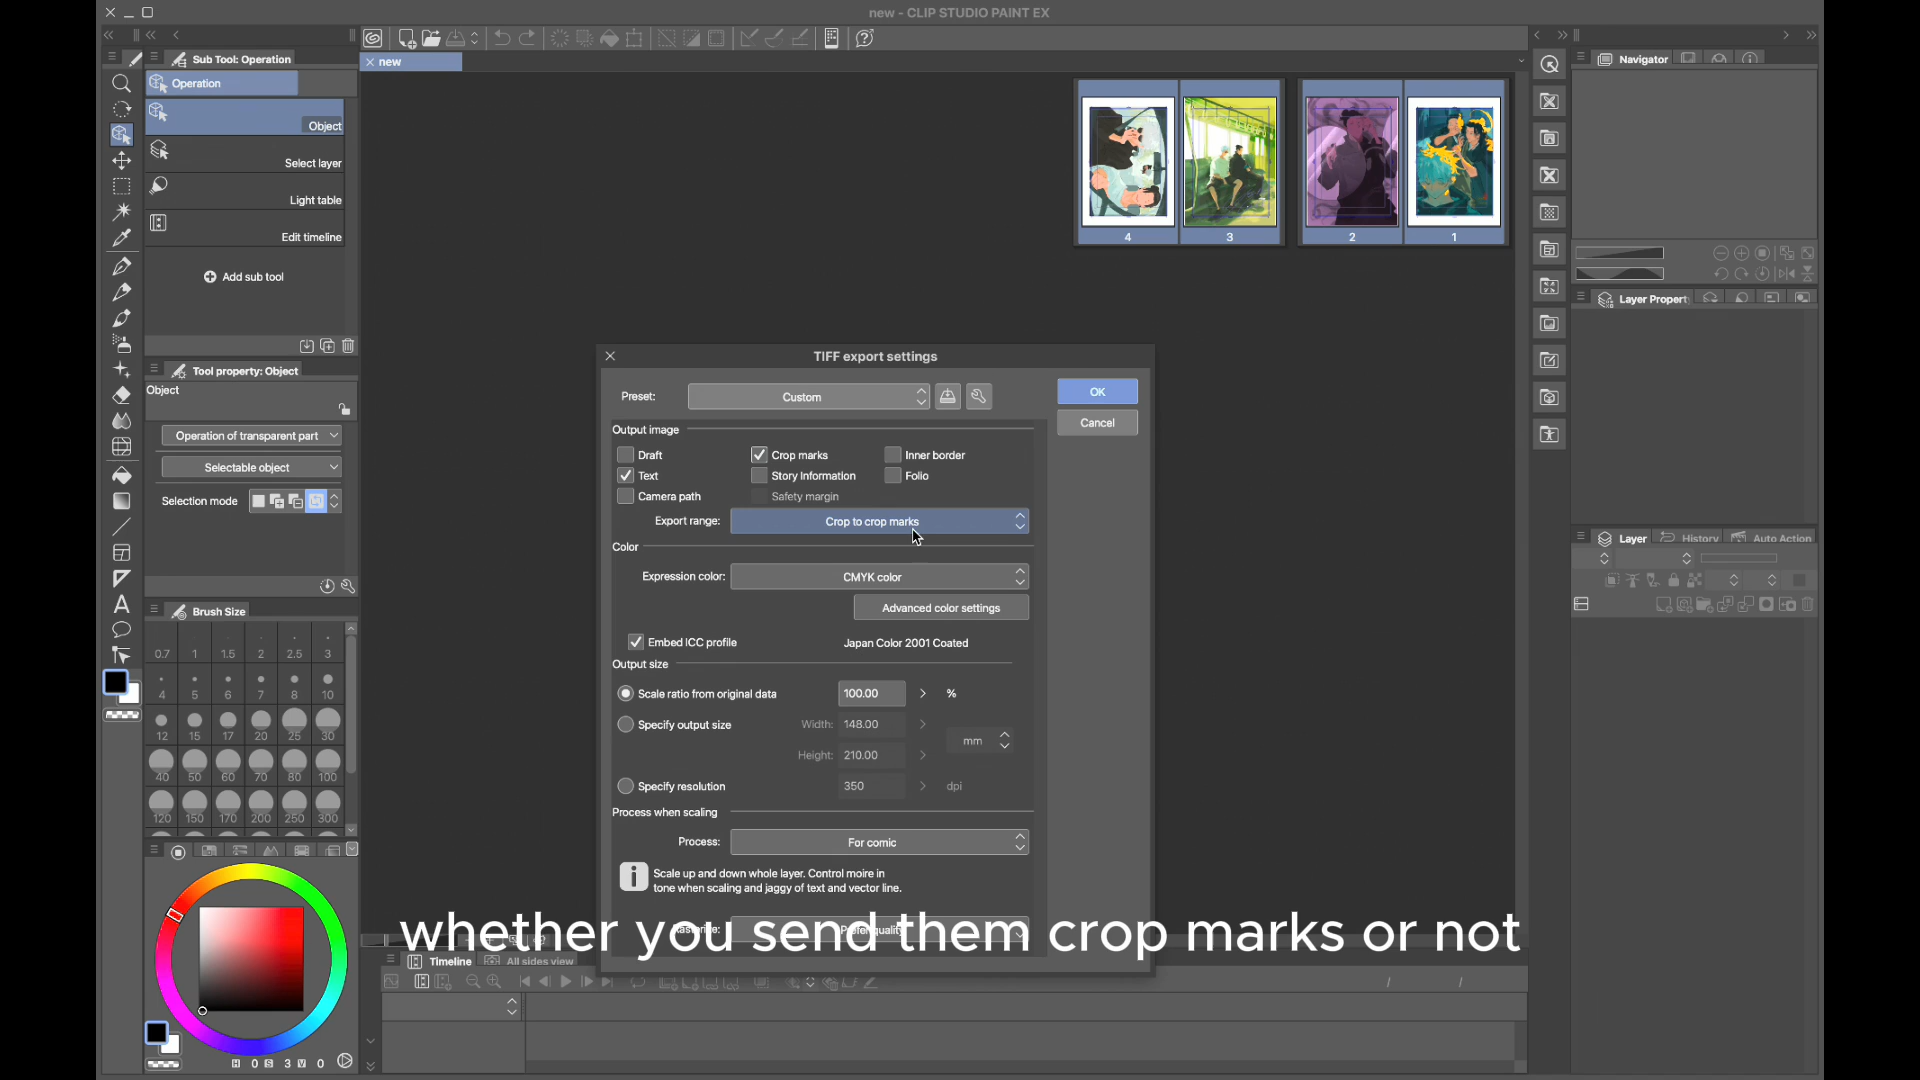 new - CLIP STUDIO PAINT EX
Sub Tool: Operation
Operation
Object
Select layer
Light table
Edit timeline
Add sub tool
Tool property: Object
Object
Operation of transparent part
Selectable object
Selection mode
Brush Size
0.7 1 1.5 2 2.5 3
4 5 6 7 8 10
12 15 17 20 25 30
40 50 60 70 80 100
120 150 170 200 250 300
H 0 S 3 V 0
new
4 3 2 1
TIFF export settings
Preset: Custom
OK
Cancel
Output image
Draft Crop marks Inner border
Text Story Information Folio
Camera path Safety margin
Export range: Crop to crop marks
Color
Expression color: CMYK color
Advanced color settings
Embed ICC profile Japan Color 2001 Coated
Output size
Scale ratio from original data 100.00 > %
Specify output size Width: 148.00 >
mm
Height: 210.00 >
Specify resolution 350 > dpi
Process when scaling
Process: For comic
Scale up and down whole layer. Control moire in
tone when scaling and jaggy of text and vector line.
Rasterize: Prefer quality
whether you send them crop marks or not
Timeline All sides view
/ /
Navigator
Layer Propert
Layer History Auto Action